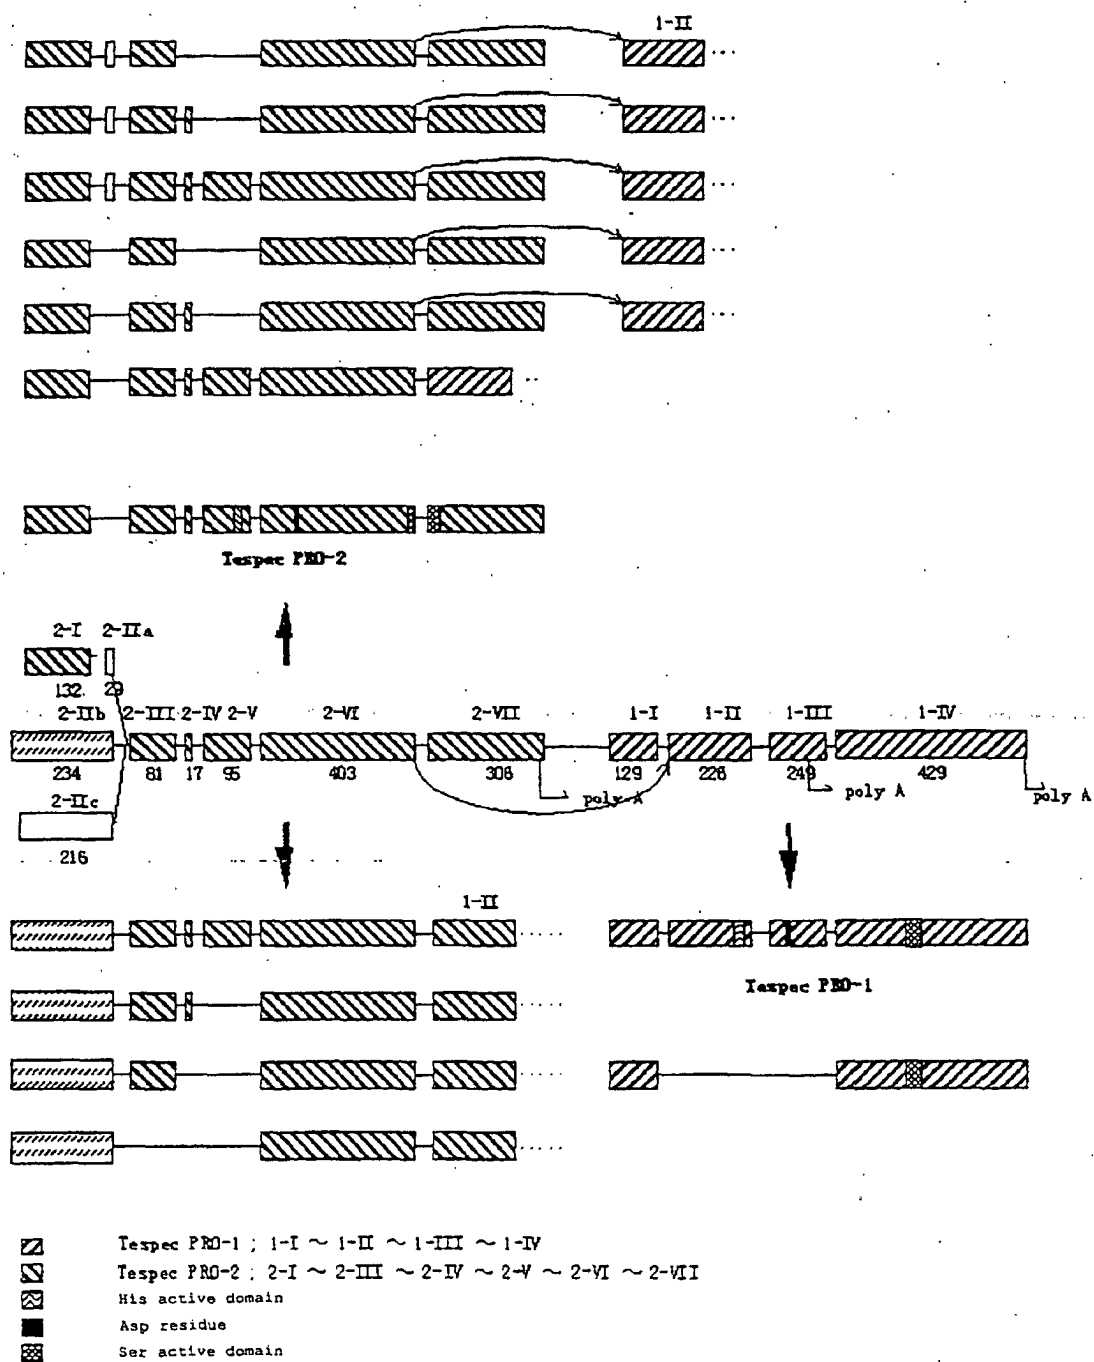 1-II
Tespec PRO-2
2-I 2-IIa
132 29
2-IIb 2-III 2-IV 2-V 2-VI 2-VII 1-I 1-II 1-III 1-IV
234 81 17 95 403 306 129 226 249 429
poly-A poly A poly A
2-IIc
216
1-II
Tespec PRO-1
Tespec PRO-1 ; 1-I ~ 1-II ~ 1-III ~ 1-IV
Tespec PRO-2 : 2-I ~ 2-III ~ 2-IV ~ 2-V ~ 2-VI ~ 2-VII
His active domain
Asp residue
Ser active domain